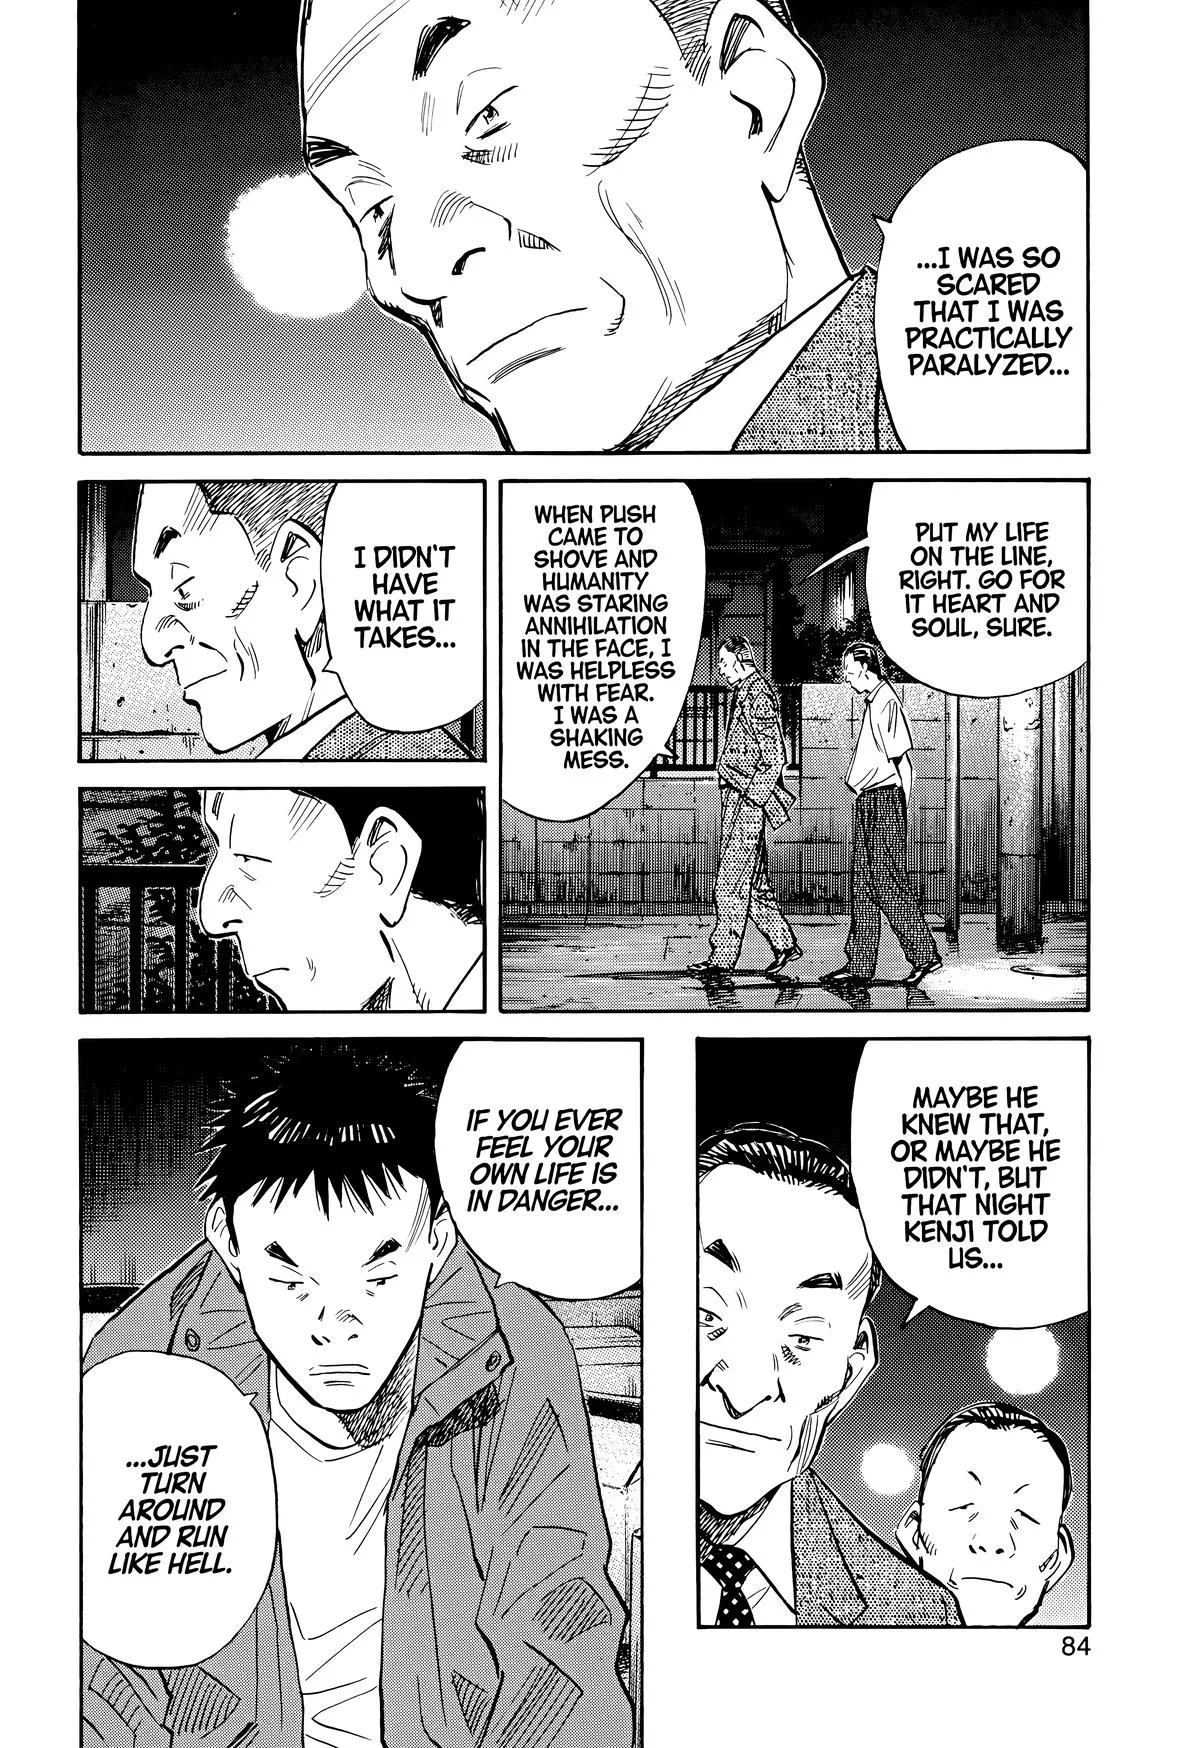 ...I WAS SO
SCARED
THAT I WAS
PRACTICALLY
PARALYZED...
PUT MY LIFE
ON THE LINE,
RIGHT. GO FOR
IT HEART AND
SOUL, SURE.
WHEN PUSH
CAME TO
SHOVE AND
HUMANITY
WAS STARING
ANNIHILATION
IN THE FACE, I
WAS HELPLESS
WITH FEAR.
I WAS A
SHAKING
MESS.
I DIDN'T
HAVE
WHAT IT
TAKES...
MAYBE HE
KNEW THAT,
OR MAYBE HE
DIDN'T, BUT
THAT NIGHT
KENJI TOLD
US...
IF YOU EVER
FEEL YOUR
OWN LIFE IS
IN DANGER...
...JUST
TURN
AROUND
AND RUN
LIKE HELL.
84